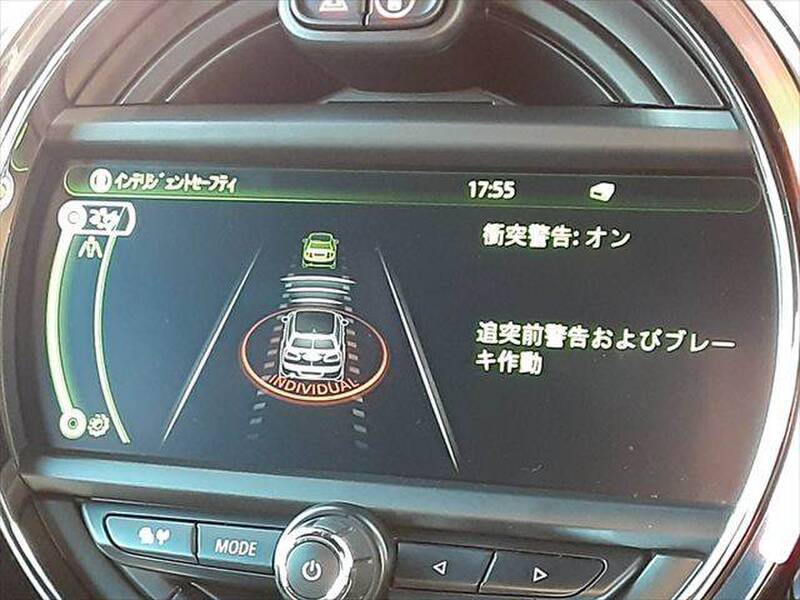 インテリジェントセーフティ
17:55
衝突警告: オン
追突前警告およびブレー
キ作動
INDIVIDUAL
MODE